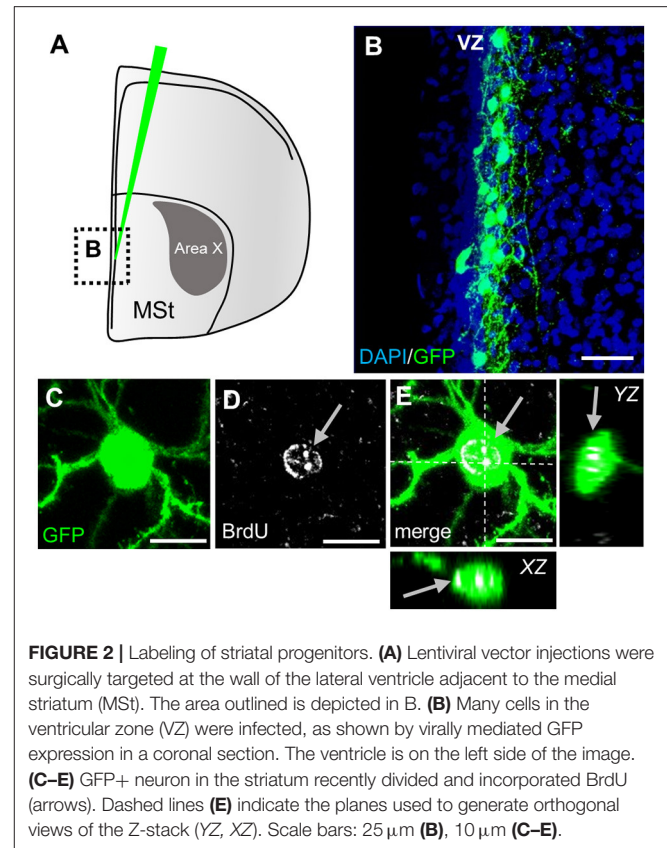 A
B
Area X
MSt
B
VZ
DAPI/GFP
C
GFP
D
BrdU
E
merge
YZ
XZ
FIGURE 2 | Labeling of striatal progenitors. (A) Lentiviral vector injections were
surgically targeted at the wall of the lateral ventricle adjacent to the medial
striatum (MSt). The area outlined is depicted in B. (B) Many cells in the
ventricular zone (VZ) were infected, as shown by virally mediated GFP
expression in a coronal section. The ventricle is on the left side of the image.
(C–E) GFP+ neuron in the striatum recently divided and incorporated BrdU
(arrows). Dashed lines (E) indicate the planes used to generate orthogonal
views of the Z-stack (YZ, XZ). Scale bars: 25 μm (B), 10 μm (C–E).